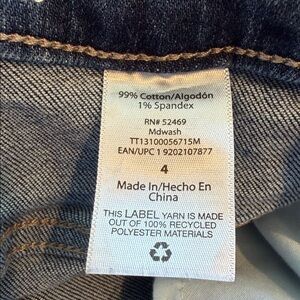 99% Cotton/Algodón
1% Spandex
RN# 52469
Mdwash
TT13100056715M
EAN/UPC 1 9202107877
4
Made In/Hecho En
China
THIS LABEL YARN IS MADE
OUT OF 100% RECYCLED
POLYESTER MATERIALS